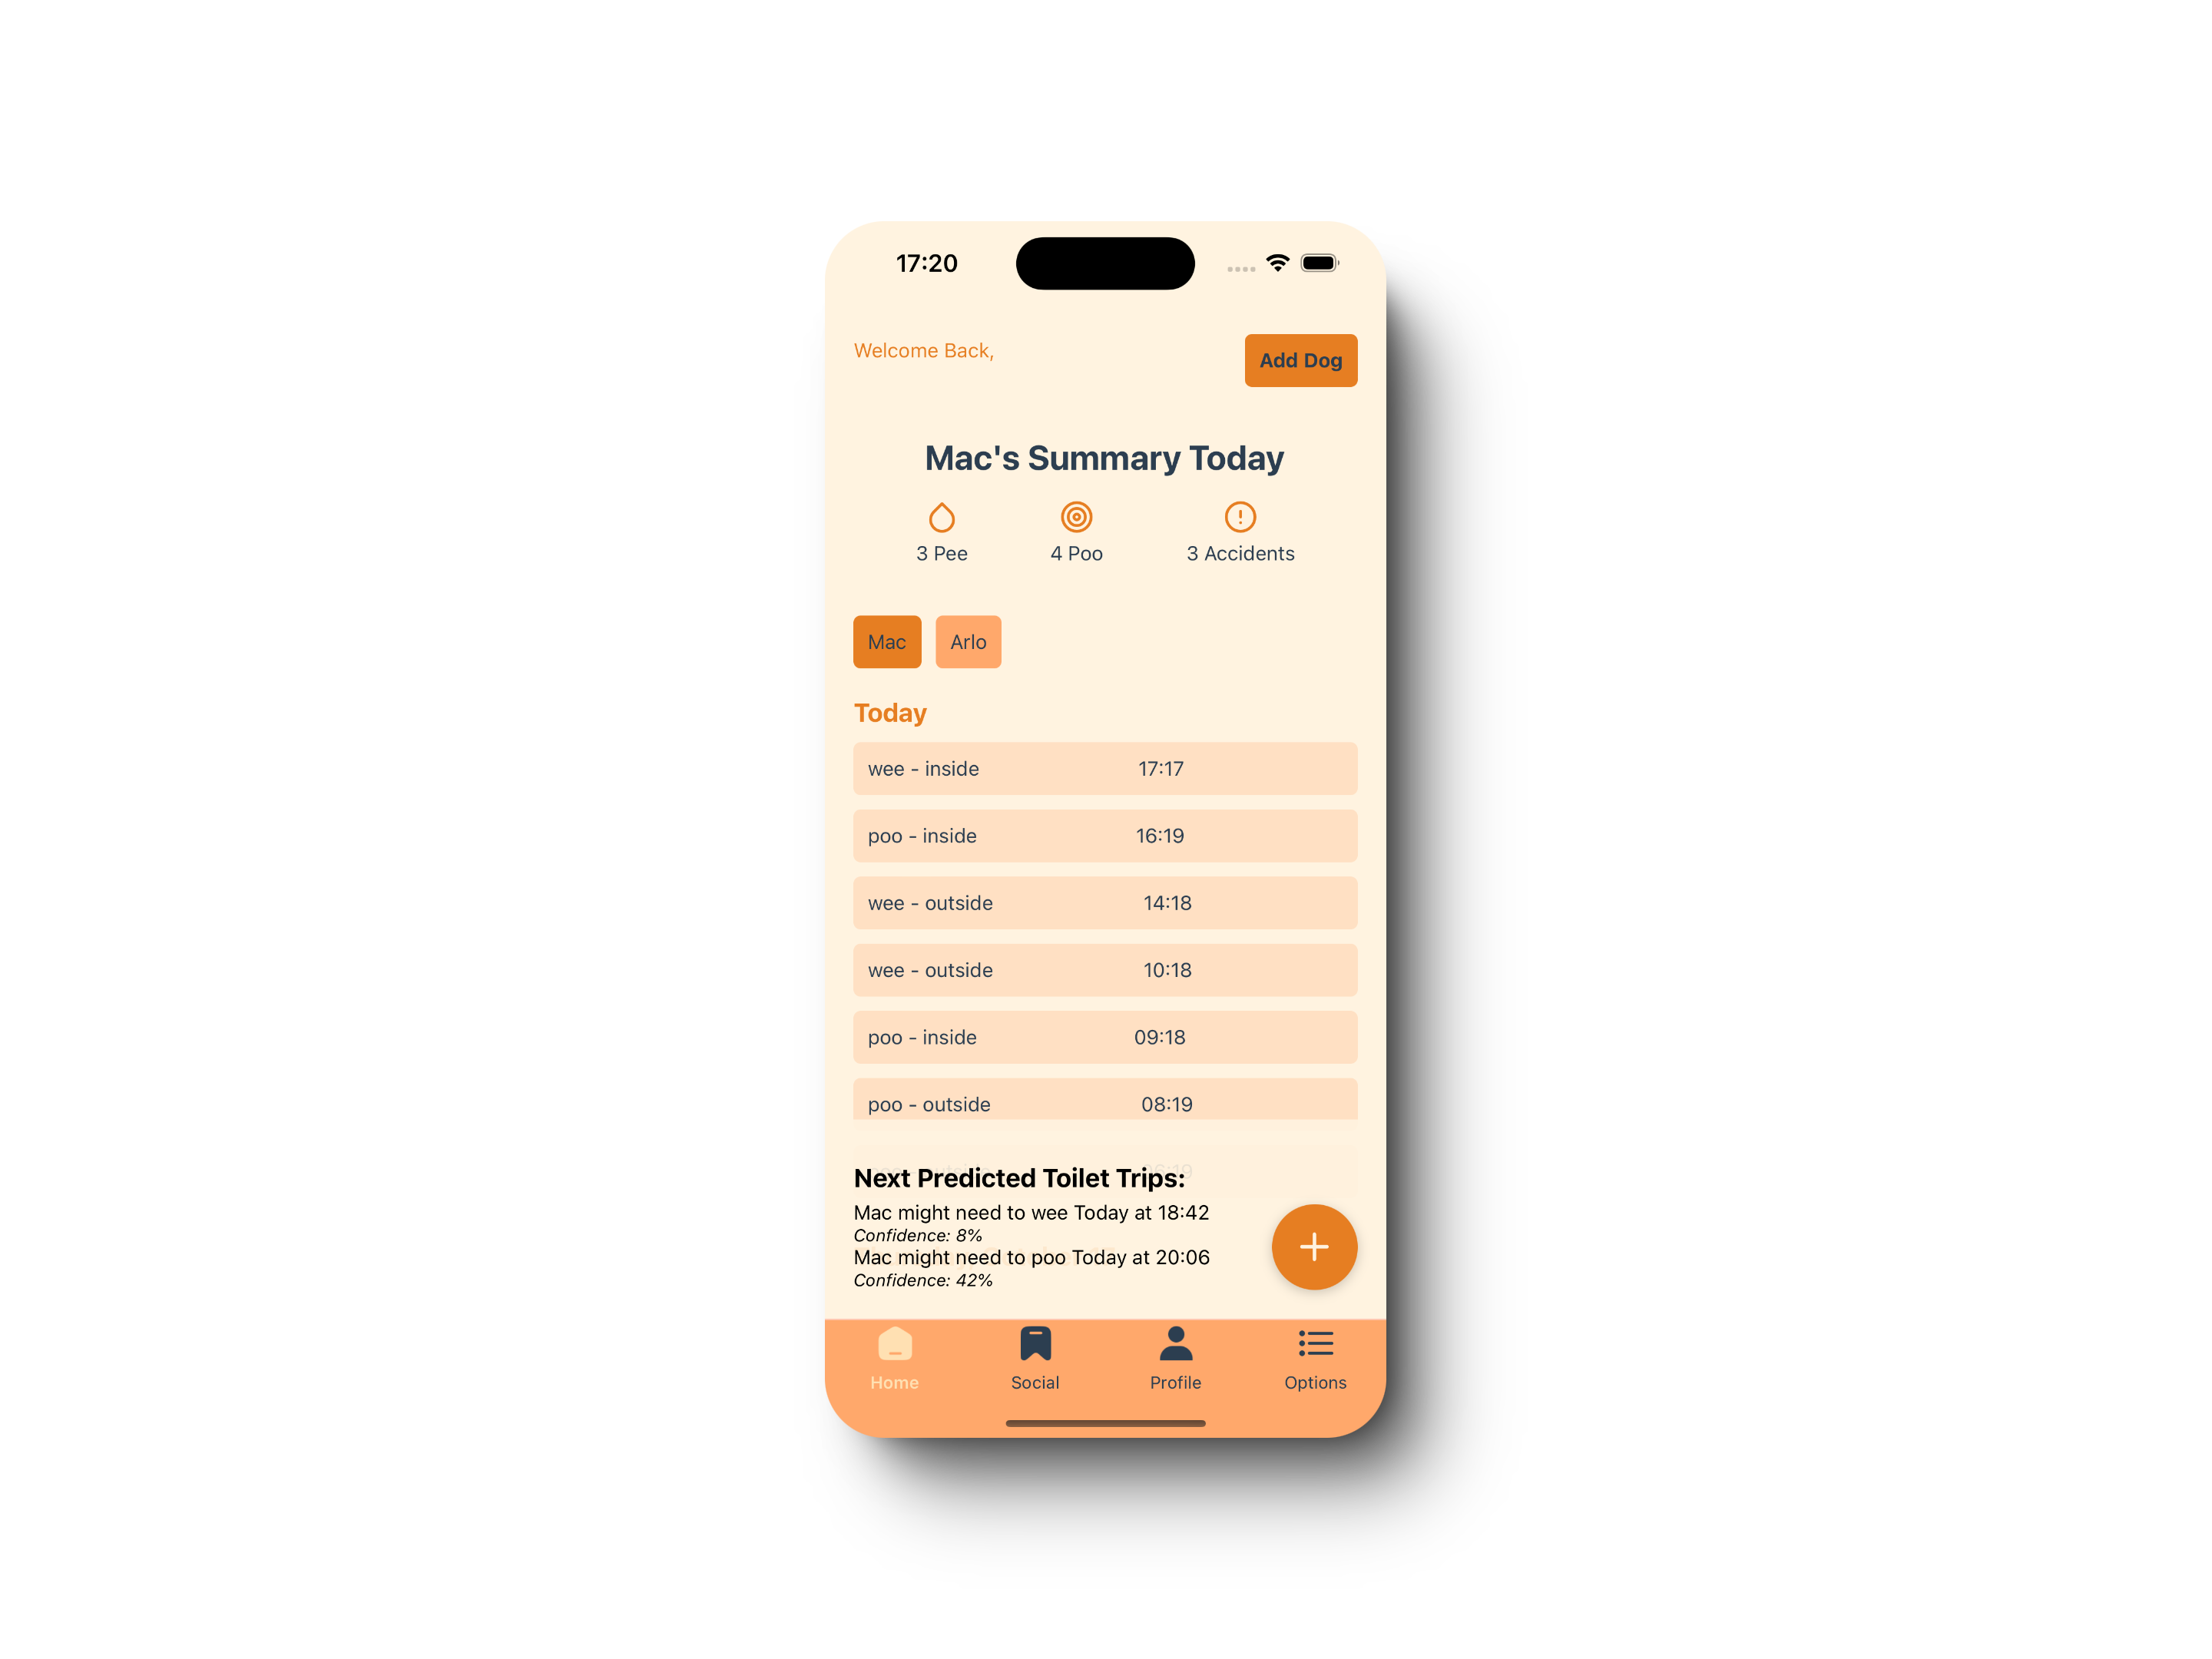 17:20
Welcome Back,
Add Dog
Mac's Summary Today
3 Pee 4 Poo 3 Accidents
Mac Arlo
Today
wee - inside 17:17
poo - inside 16:19
wee - outside 14:18
wee - outside 10:18
poo - inside 09:18
poo - outside 08:19
Next Predicted Toilet Trips:
Mac might need to wee Today at 18:42
Confidence: 8%
Mac might need to poo Today at 20:06
Confidence: 42%
Home Social Profile Options